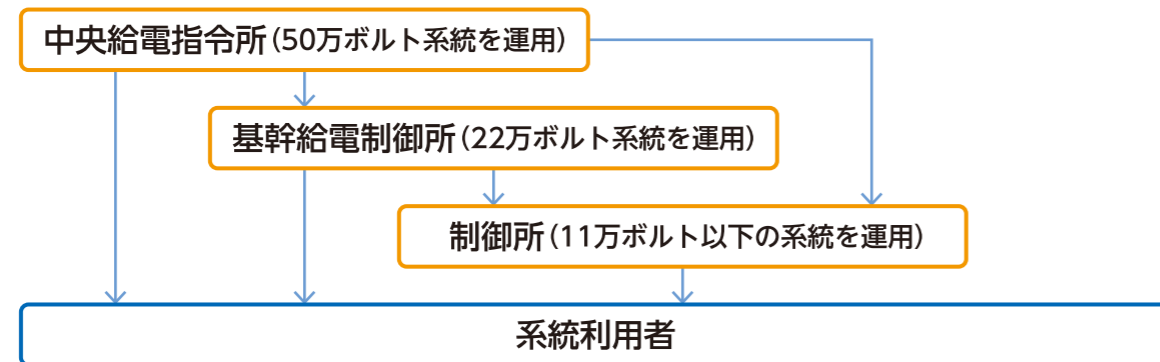 中央給電指令所(50万ボルト系統を運用)
基幹給電制御所(22万ボルト系統を運用)
制御所(11万ボルト以下の系統を運用)
系統利用者